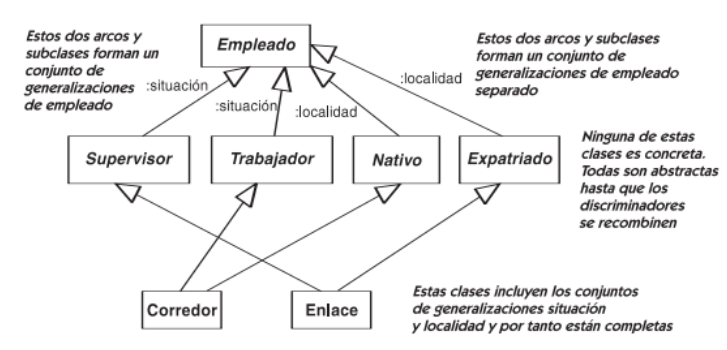 Estos dos arcos y
subclases forman un
conjunto de
generalizaciones
de empleado
Empleado
Estos dos arcos y subclases
forman un conjunto de
generalizaciones de empleado
separado
:situación
:situación
:localidad
:localidad
Supervisor
Trabajador
Nativo
Expatriado
Ninguna de estas
clases es concreta.
Todas son abstractas
hasta que los
discriminadores
se recombinen
Corredor
Enlace
Estas clases incluyen los conjuntos
de generalizaciones situación
y localidad y por tanto están completas